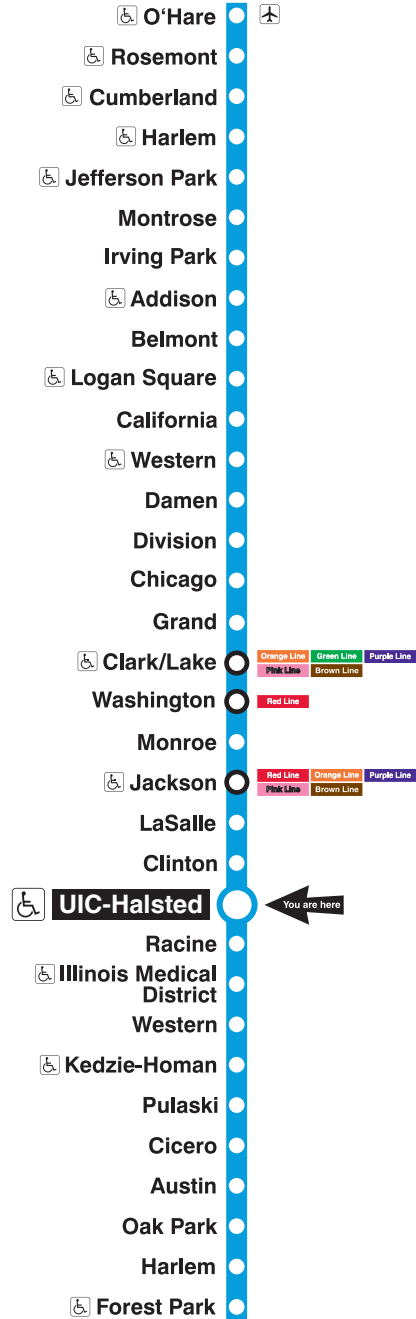 O‘Hare
Rosemont
Cumberland
Harlem
Jefferson Park
Montrose
Irving Park
Addison
Belmont
Logan Square
California
Western
Damen
Division
Chicago
Grand
Clark/Lake
Orange Line Green Line Purple Line
Pink Line Brown Line
Washington
Red Line
Monroe
Jackson
Red Line Orange Line Purple Line
Pink Line Brown Line
LaSalle
Clinton
UIC-Halsted
You are here
Racine
Illinois Medical
District
Western
Kedzie-Homan
Pulaski
Cicero
Austin
Oak Park
Harlem
Forest Park